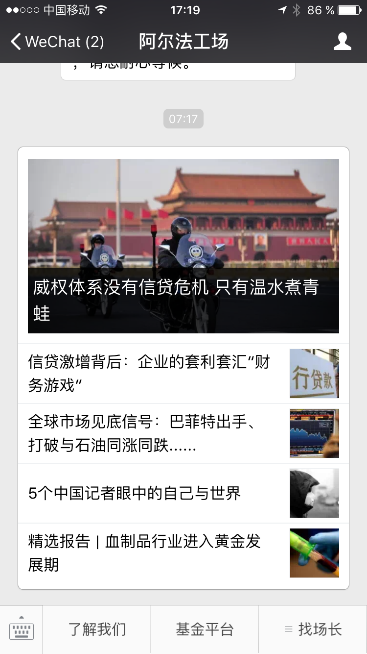 中国移动 17:19 86 %
WeChat (2) 阿尔法工场
，请您耐心等候。
07:17
威权体系没有信贷危机 只有温水煮青
蛙
信贷激增背后：企业的套利套汇“财
务游戏“
行贷款
全球市场见底信号：巴菲特出手、
打破与石油同涨同跌……
5个中国记者眼中的自己与世界
精选报告 | 血制品行业进入黄金发
展期
了解我们 基金平台 找场长